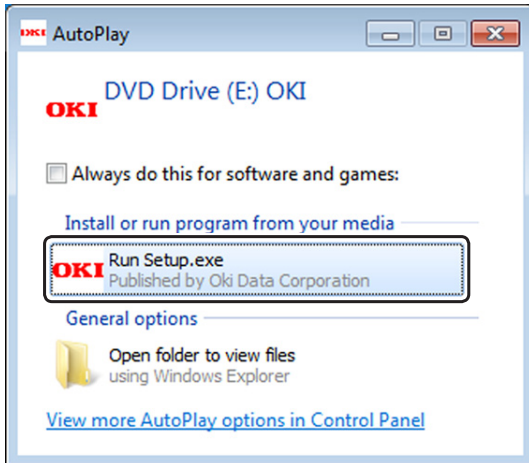 OKI AutoPlay
OKI DVD Drive (E:) OKI
Always do this for software and games:
Install or run program from your media
OKI Run Setup.exe
Published by Oki Data Corporation
General options
Open folder to view files
using Windows Explorer
View more AutoPlay options in Control Panel